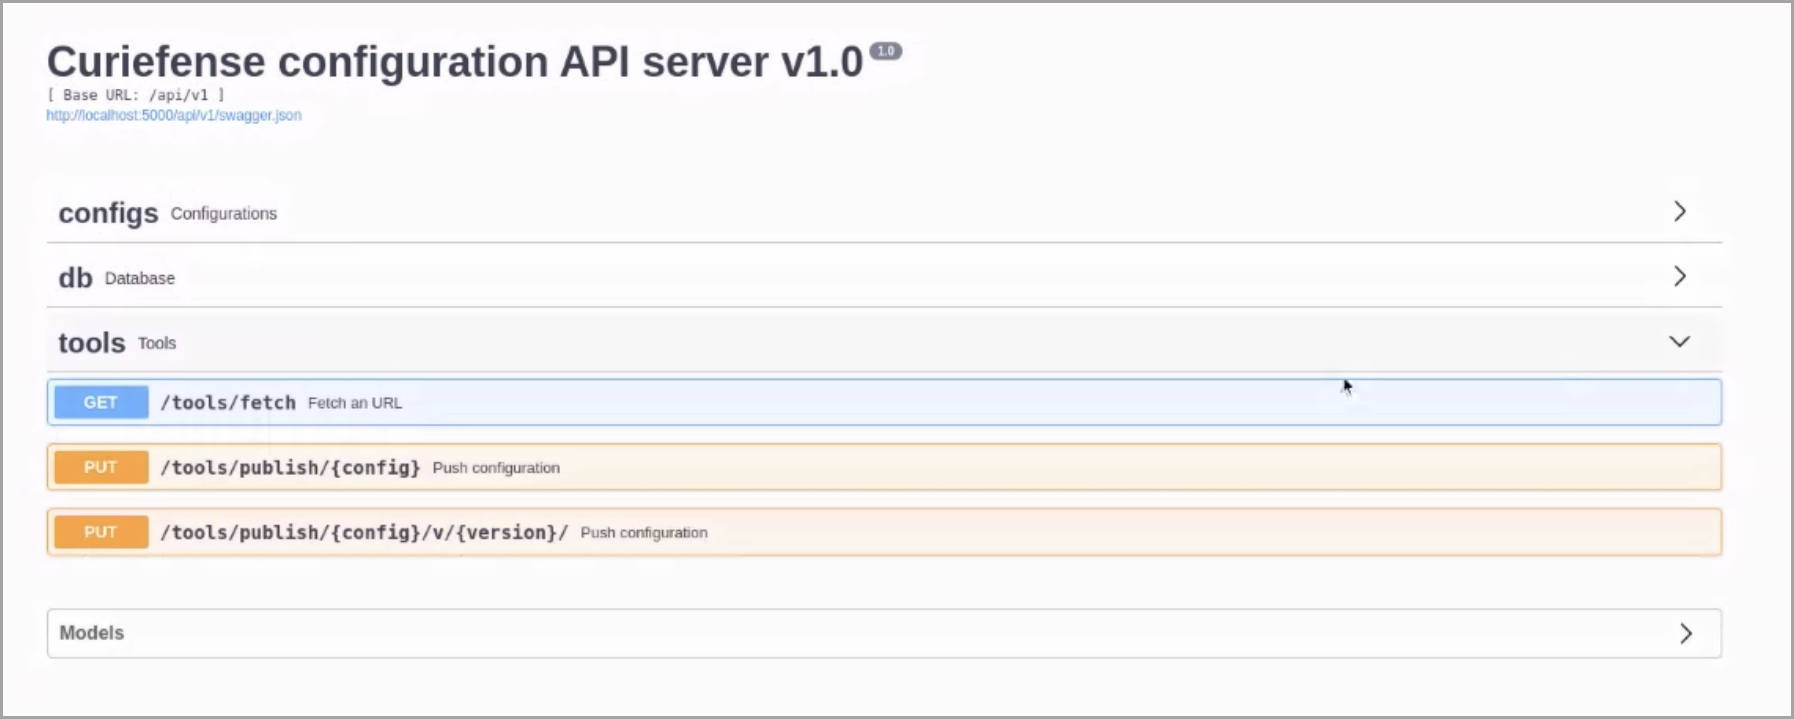 Curiefense configuration API server v1.0 1.0
[ Base URL: /api/v1 ]
http://localhost:5000/api/v1/swagger.json
configs Configurations
db Database
tools Tools
GET /tools/fetch Fetch an URL
PUT /tools/publish/{config} Push configuration
PUT /tools/publish/{config}/v/{version}/ Push configuration
Models